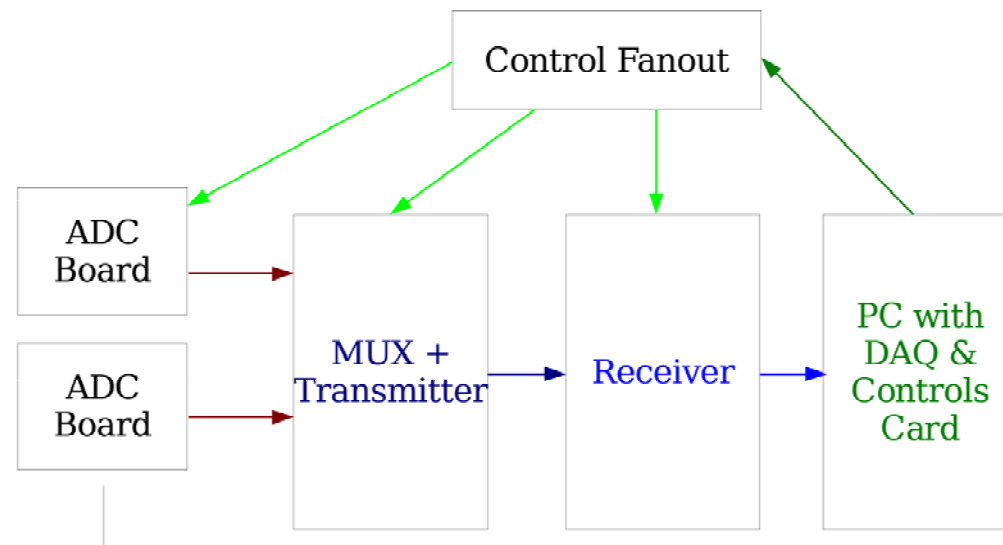 Control Fanout
ADC
Board
ADC
Board
MUX +
Transmitter
Receiver
PC with
DAQ &
Controls
Card